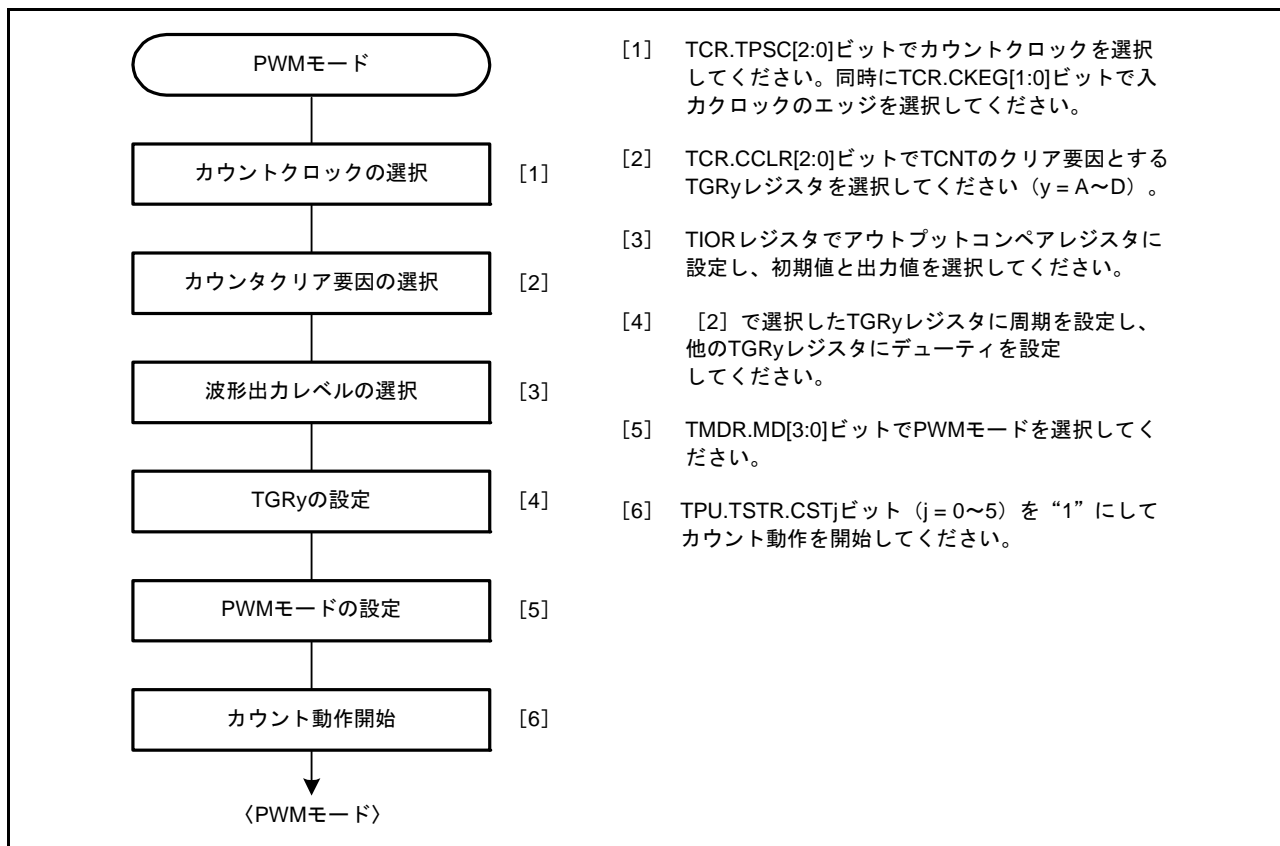 PWMモード
カウントクロックの選択 [1]
カウンタクリア要因の選択 [2]
波形出力レベルの選択 [3]
TGRyの設定 [4]
PWMモードの設定 [5]
カウント動作開始 [6]
〈PWMモード〉
[1] TCR.TPSC[2:0]ビットでカウントクロックを選択
してください。同時にTCR.CKEG[1:0]ビットで入
力クロックのエッジを選択してください。
[2] TCR.CCLR[2:0]ビットでTCNTのクリア要因とする
TGRyレジスタを選択してください（y = A～D）。
[3] TIORレジスタでアウトプットコンペアレジスタに
設定し、初期値と出力値を選択してください。
[4] [2]で選択したTGRyレジスタに周期を設定し、
他のTGRyレジスタにデューティを設定
してください。
[5] TMDR.MD[3:0]ビットでPWMモードを選択してく
ださい。
[6] TPU.TSTR.CSTjビット（j = 0～5）を“1”にして
カウント動作を開始してください。